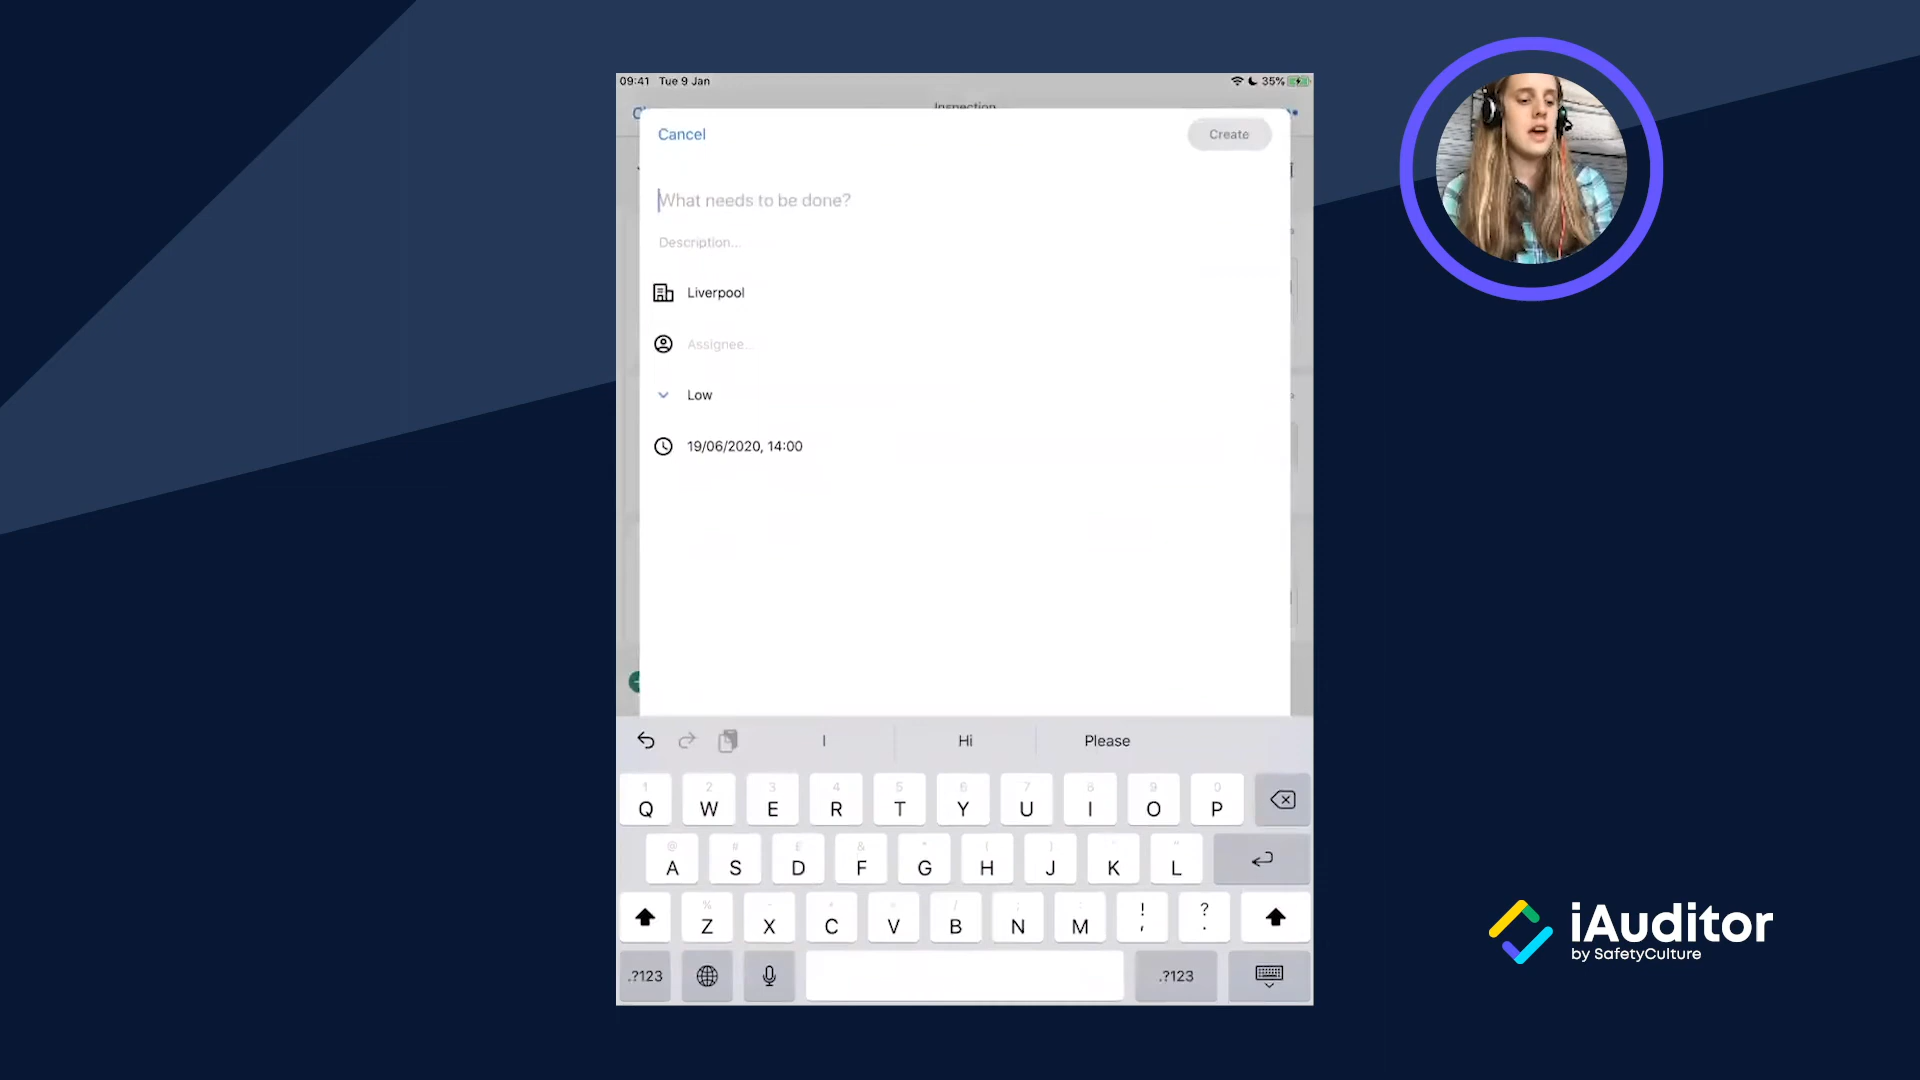 09:41 Tue 9 Jan
35%
Inspection
Cancel
Create
What needs to be done?
Description...
Liverpool
Assignee...
Low
19/06/2020, 14:00
I Hi Please
1 2 3 4 5 6 7 8 9 0
Q W E R T Y U I O P
@ # £ & * ( ) ' "
A S D F G H J K L
% - + = / ; : ! ?
Z X C V B N M , .
.?123 .?123
iAuditor
by SafetyCulture